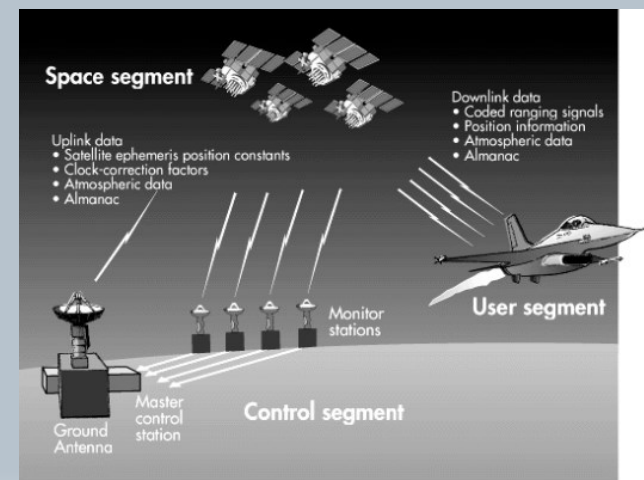 Space segment
Downlink data
• Coded ranging signals
• Position information
• Atmospheric data
• Almanac
Uplink data
• Satellite ephemeris position constants
• Clock-correction factors
• Atmospheric data
• Almanac
User segment
Monitor
stations
Master
control
station
Control segment
Ground
Antenna